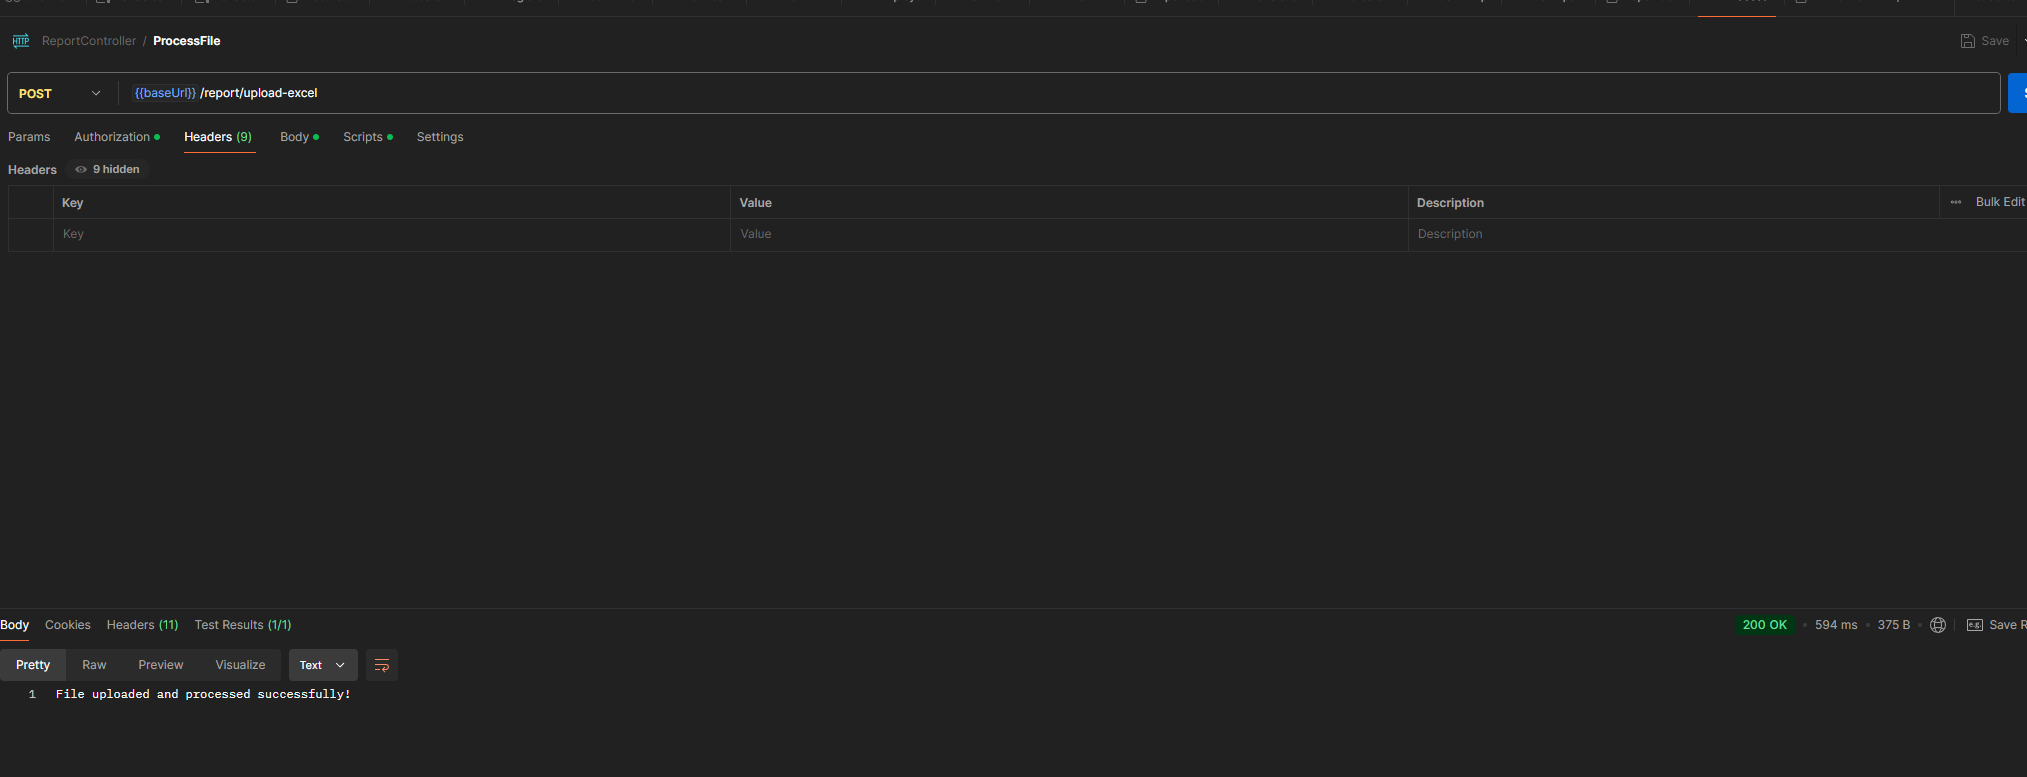 HTTP ReportController / ProcessFile Save
POST {{baseUrl}} /report/upload-excel
Params Authorization Headers (9) Body Scripts Settings
Headers 9 hidden
Key Value Description Bulk Edit
Key Value Description
Body Cookies Headers (11) Test Results (1/1) 200 OK 594 ms 375 B e.g. Save R
Pretty Raw Preview Visualize Text
1 File uploaded and processed successfully!